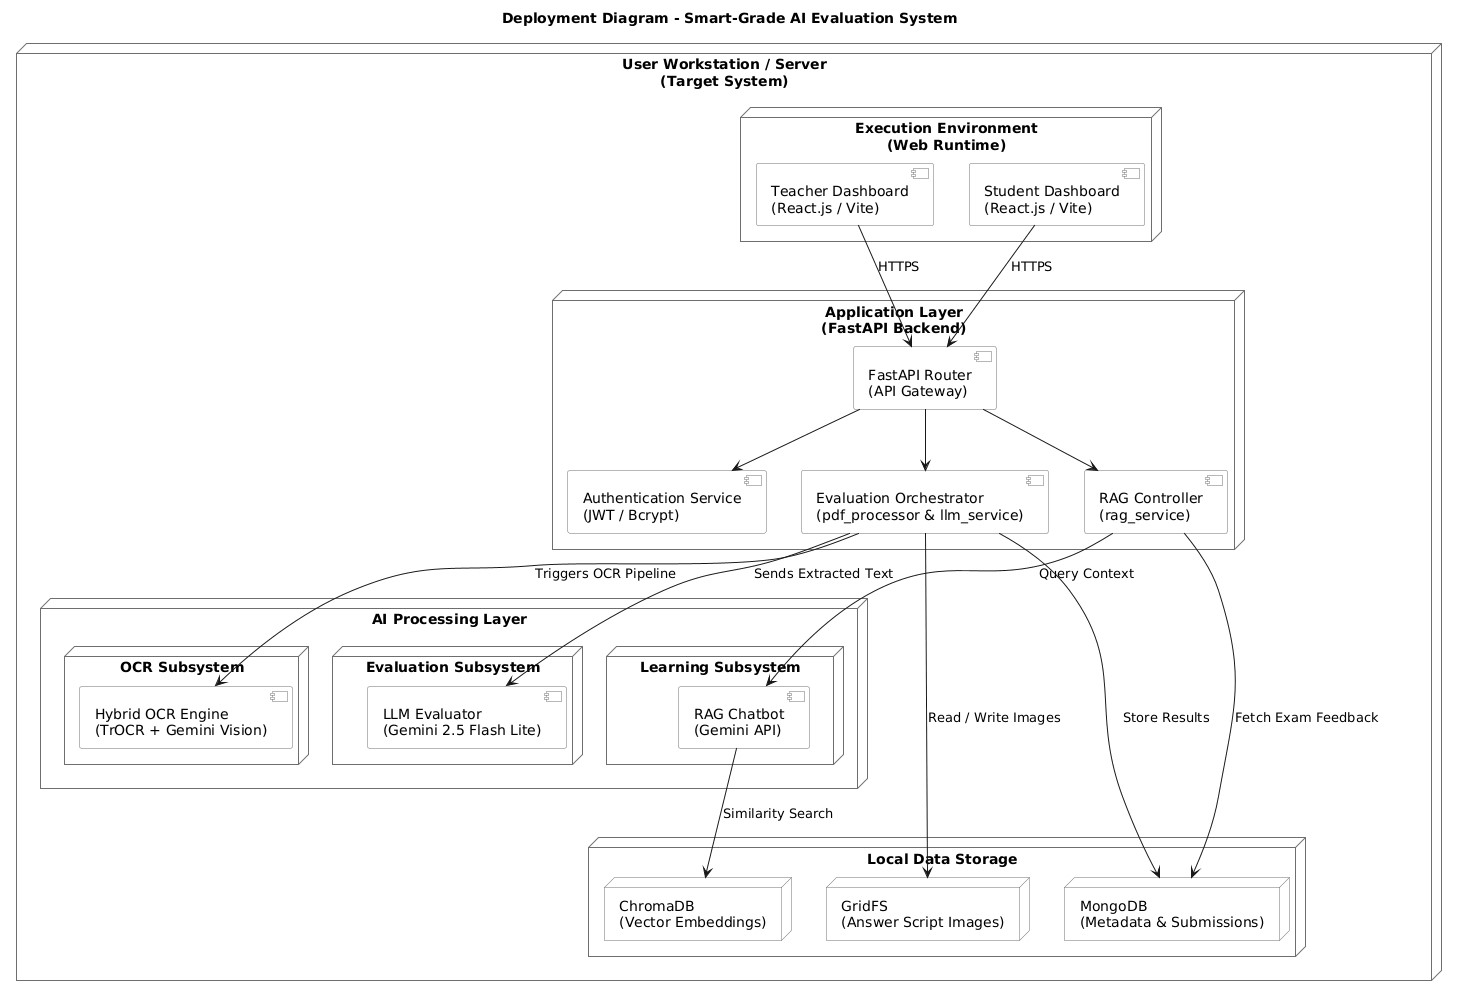 Deployment Diagram - Smart-Grade AI Evaluation System
User Workstation / Server
(Target System)
Execution Environment
(Web Runtime)
Teacher Dashboard
(React.js / Vite)
Student Dashboard
(React.js / Vite)
HTTPS
HTTPS
Application Layer
(FastAPI Backend)
FastAPI Router
(API Gateway)
Authentication Service
(JWT / Bcrypt)
Evaluation Orchestrator
(pdf_processor & llm_service)
RAG Controller
(rag_service)
Triggers OCR Pipeline
Sends Extracted Text
Query Context
AI Processing Layer
OCR Subsystem
Hybrid OCR Engine
(TrOCR + Gemini Vision)
Evaluation Subsystem
LLM Evaluator
(Gemini 2.5 Flash Lite)
Learning Subsystem
RAG Chatbot
(Gemini API)
Read / Write Images
Store Results
Fetch Exam Feedback
Similarity Search
Local Data Storage
ChromaDB
(Vector Embeddings)
GridFS
(Answer Script Images)
MongoDB
(Metadata & Submissions)